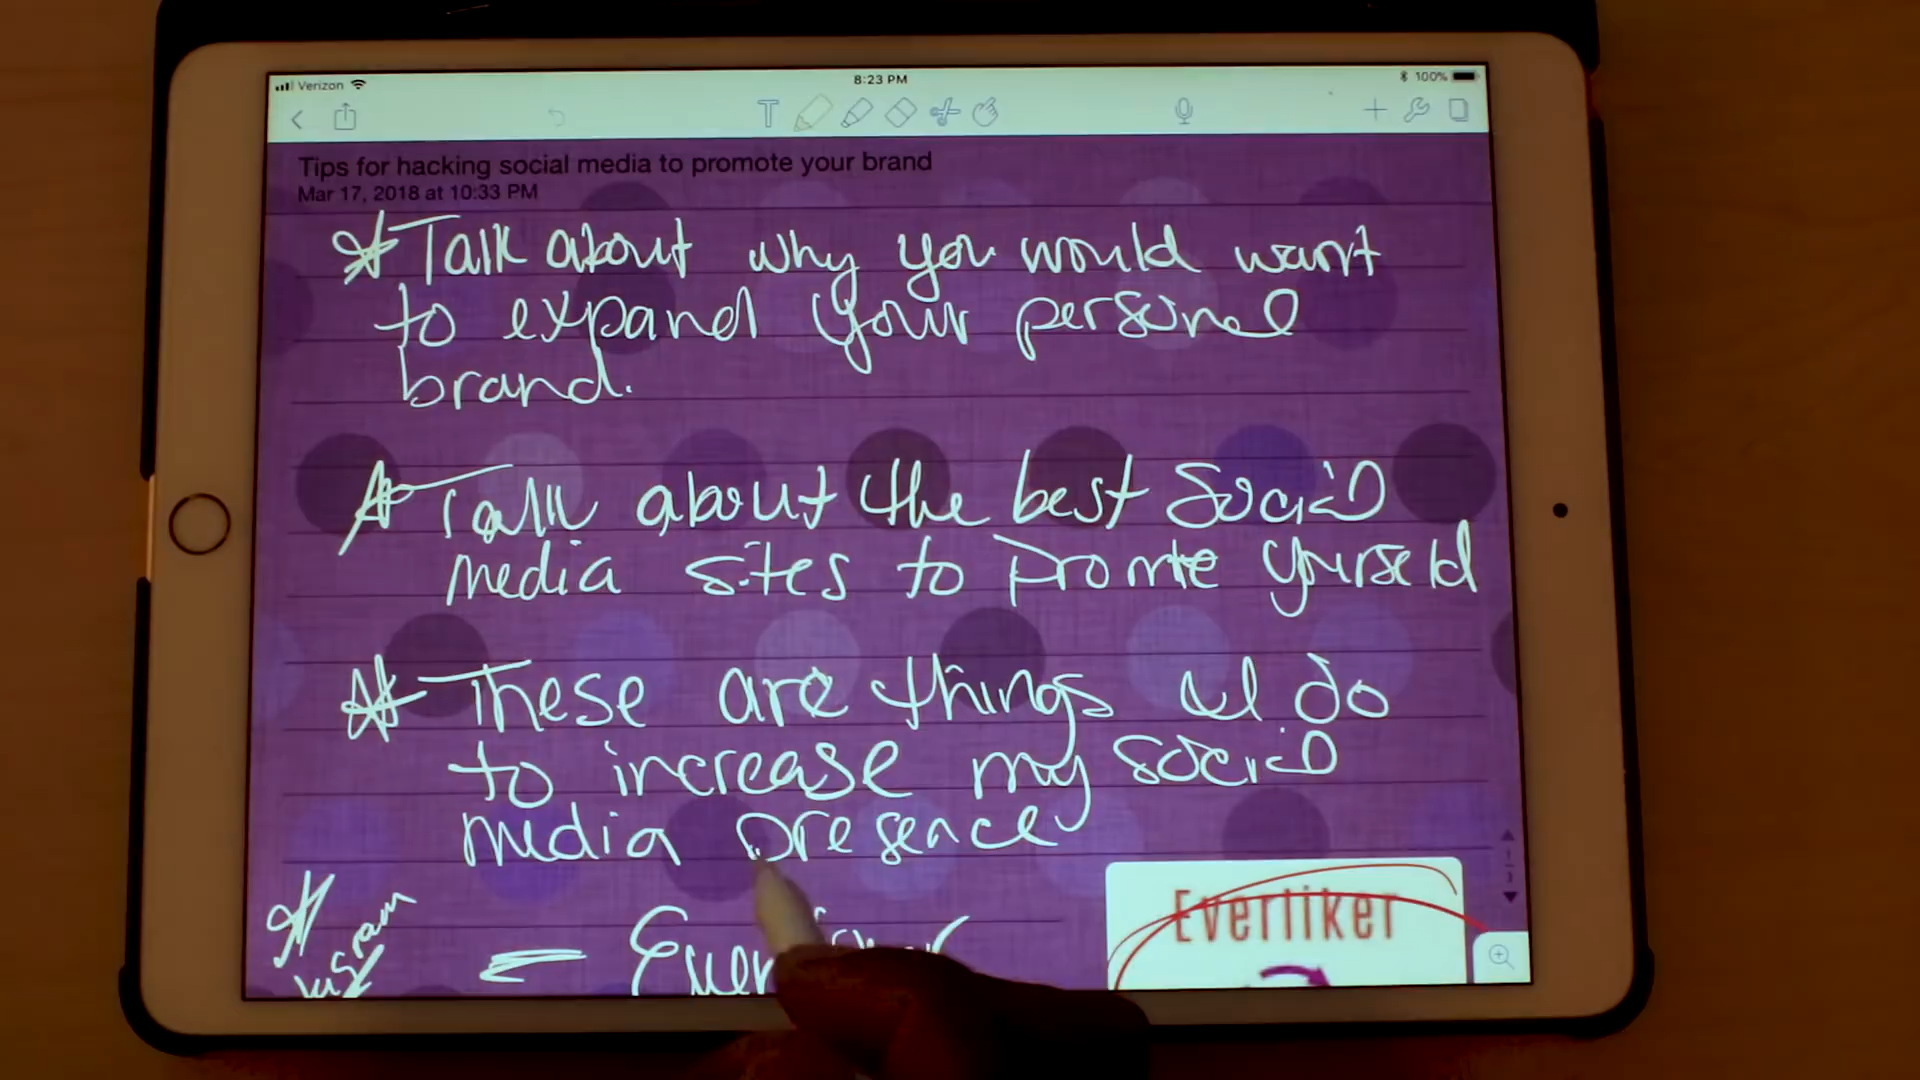 Verizon 8:23 PM 100%
T
Tips for hacking social media to promote your brand
Mar 17, 2018 at 10:33 PM
Talk about why you would want
to expand your personal
brand.
Talk about the best Social
media sites to promote yourself
These are things I do
to increase my social
media presence
Everliker
1
3